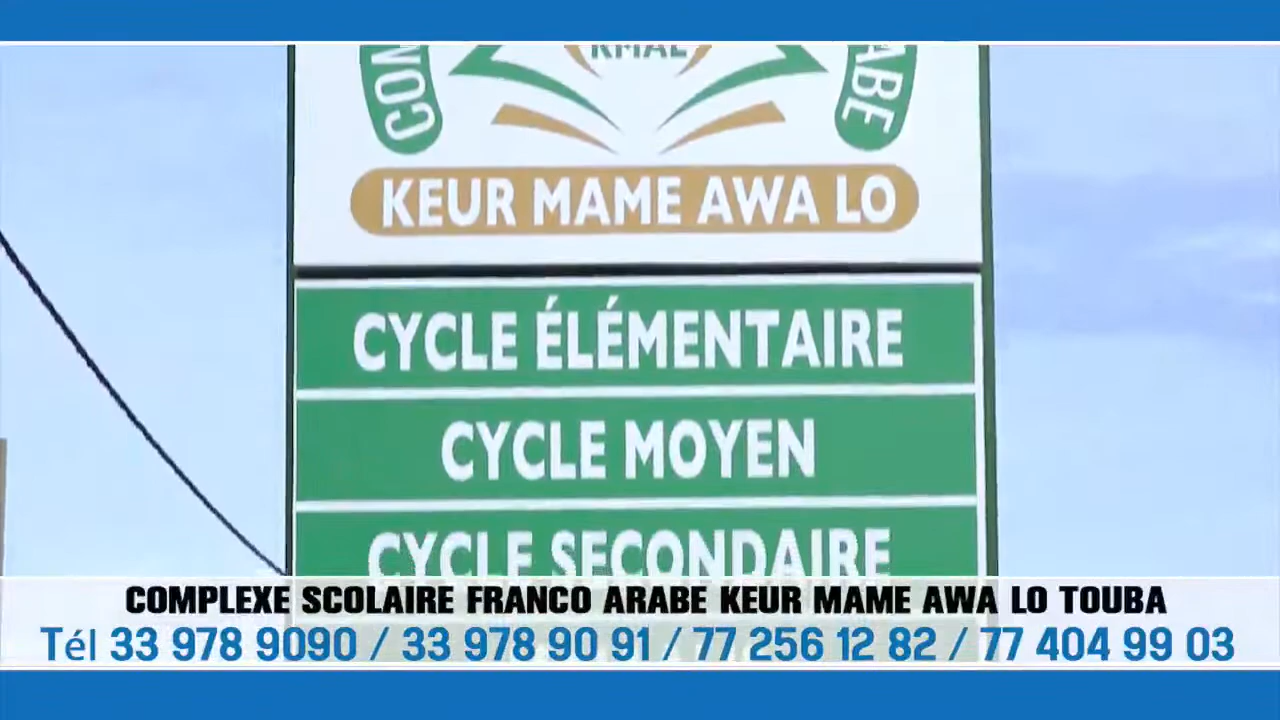 KMAL
KEUR MAME AWA LO
CYCLE ÉLÉMENTAIRE
CYCLE MOYEN
CYCLE SECONDAIRE
COMPLEXE SCOLAIRE FRANCO ARABE KEUR MAME AWA LO TOUBA
Tél 33 978 9090 / 33 978 90 91 / 77 256 12 82 / 77 404 99 03